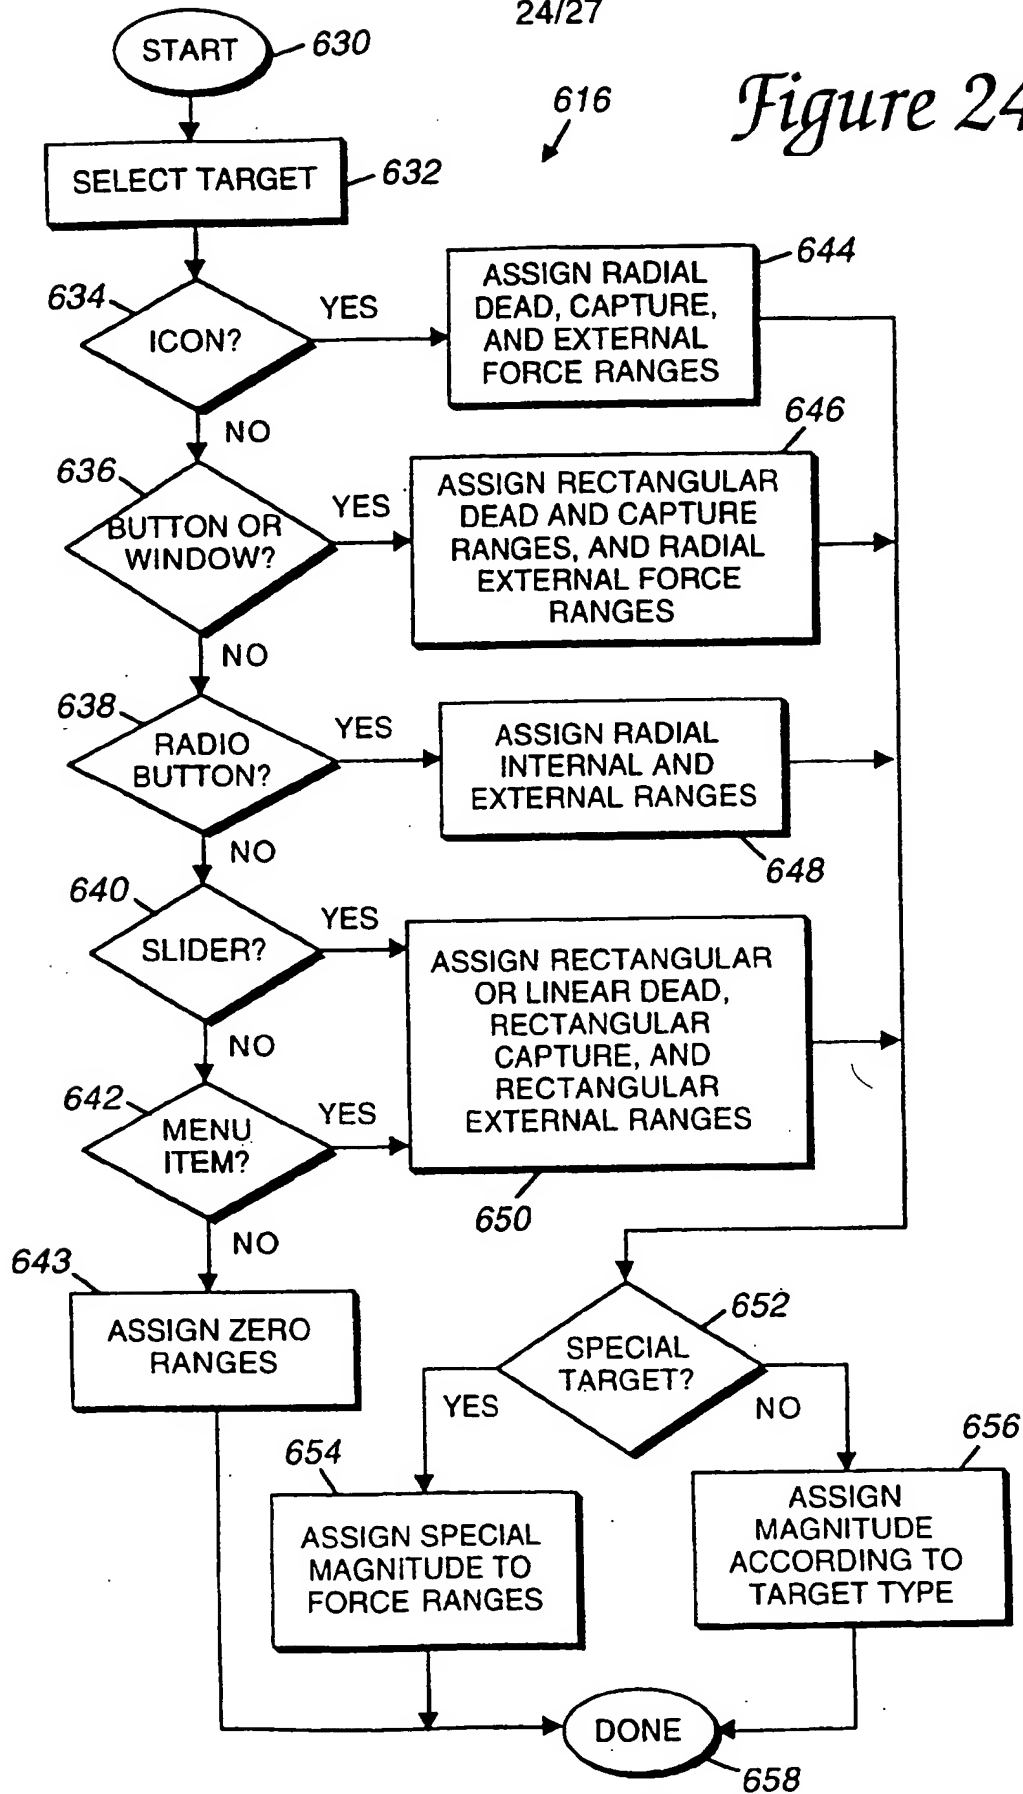 24/27
START
630
616
Figure 24
SELECT TARGET
632
634
ICON?
YES
NO
ASSIGN RADIAL
DEAD, CAPTURE,
AND EXTERNAL
FORCE RANGES
644
636
BUTTON OR
WINDOW?
YES
NO
646
ASSIGN RECTANGULAR
DEAD AND CAPTURE
RANGES, AND RADIAL
EXTERNAL FORCE
RANGES
638
RADIO
BUTTON?
YES
NO
ASSIGN RADIAL
INTERNAL AND
EXTERNAL RANGES
648
640
SLIDER?
YES
NO
ASSIGN RECTANGULAR
OR LINEAR DEAD,
RECTANGULAR
CAPTURE, AND
RECTANGULAR
EXTERNAL RANGES
650
642
MENU
ITEM?
YES
NO
643
ASSIGN ZERO
RANGES
652
SPECIAL
TARGET?
YES
NO
654
ASSIGN SPECIAL
MAGNITUDE TO
FORCE RANGES
656
ASSIGN
MAGNITUDE
ACCORDING TO
TARGET TYPE
DONE
658